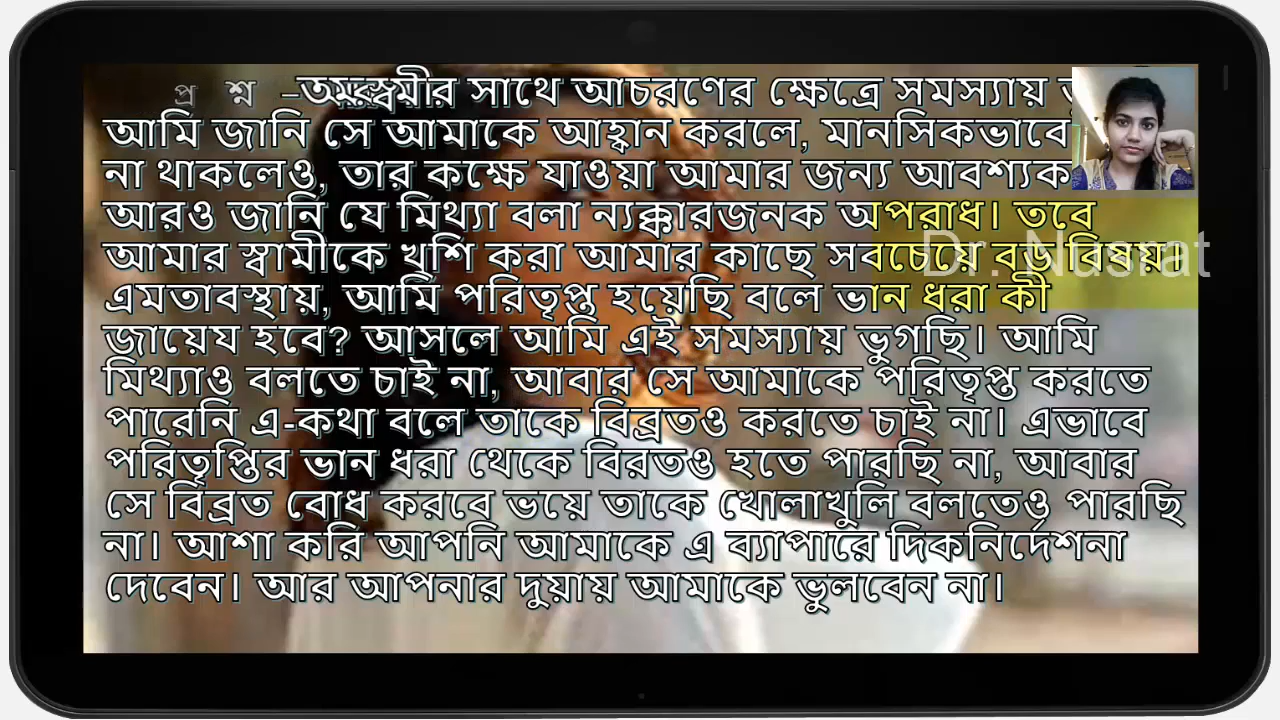 প্রশ্ন – স্বামীর সাথে আচরণের ক্ষেত্রে সমস্যায়
আমি জানি সে আমাকে আহ্বান করলে, মানসিকভাবে
না থাকলেও, তার কক্ষে যাওয়া আমার জন্য আবশ্যক
আরও জানি যে মিথ্যা বলা ন্যক্কারজনক অপরাধ। তবে
আমার স্বামীকে খুশি করা আমার কাছে সবচেয়ে বড় বিষয়।
Dr. Nusrat
এমতাবস্থায়, আমি পরিতৃপ্ত হয়েছি বলে ভান ধরা কী
জায়েয হবে? আসলে আমি এই সমস্যায় ভুগছি। আমি
মিথ্যাও বলতে চাই না, আবার সে আমাকে পরিতৃপ্ত করতে
পারেনি এ-কথা বলে তাকে বিব্রতও করতে চাই না। এভাবে
পরিতৃপ্তির ভান ধরা থেকে বিরতও হতে পারছি না, আবার
সে বিব্রত বোধ করবে ভয়ে তাকে খোলাখুলি বলতেও পারছি
না। আশা করি আপনি আমাকে এ ব্যাপারে দিকনির্দেশনা
দেবেন। আর আপনার দুয়ায় আমাকে ভুলবেন না।